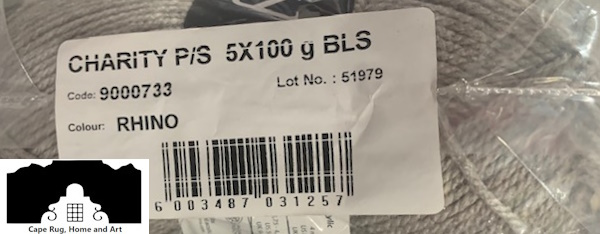 CHARITY P/S 5X100 g BLS
Code: 9000733
Lot No. : 51979
Colour: RHINO
6 003487 031257
Cape Rug, Home and Art